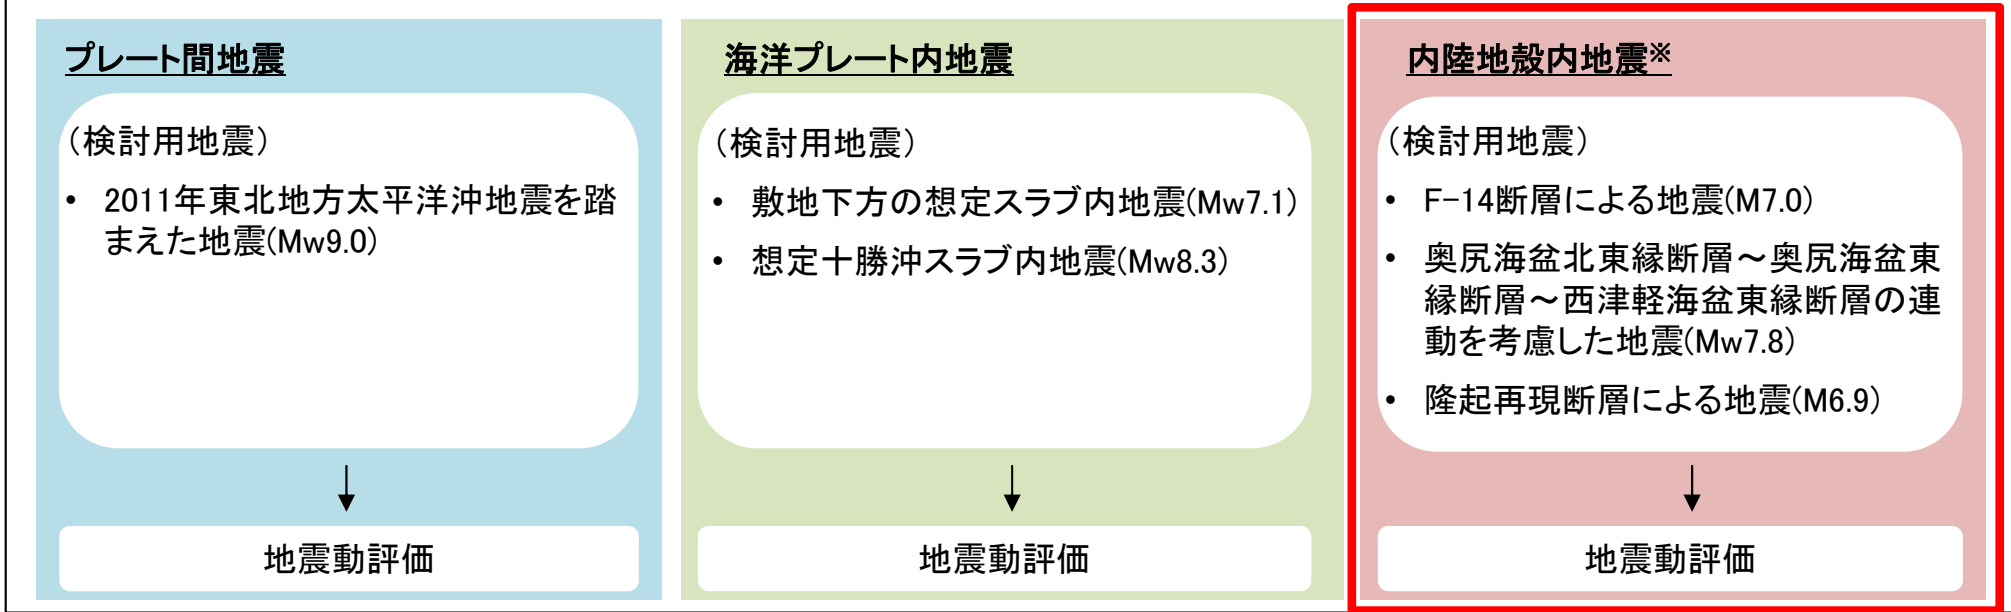 プレート間地震
(検討用地震)
• 2011年東北地方太平洋沖地震を踏
まえた地震(Mw9.0)
地震動評価
海洋プレート内地震
(検討用地震)
• 敷地下方の想定スラブ内地震(Mw7.1)
• 想定十勝沖スラブ内地震(Mw8.3)
地震動評価
内陸地殻内地震※
(検討用地震)
• F-14断層による地震(M7.0)
• 奥尻海盆北東縁断層～奥尻海盆東
縁断層～西津軽海盆東縁断層の連
動を考慮した地震(Mw7.8)
• 隆起再現断層による地震(M6.9)
地震動評価